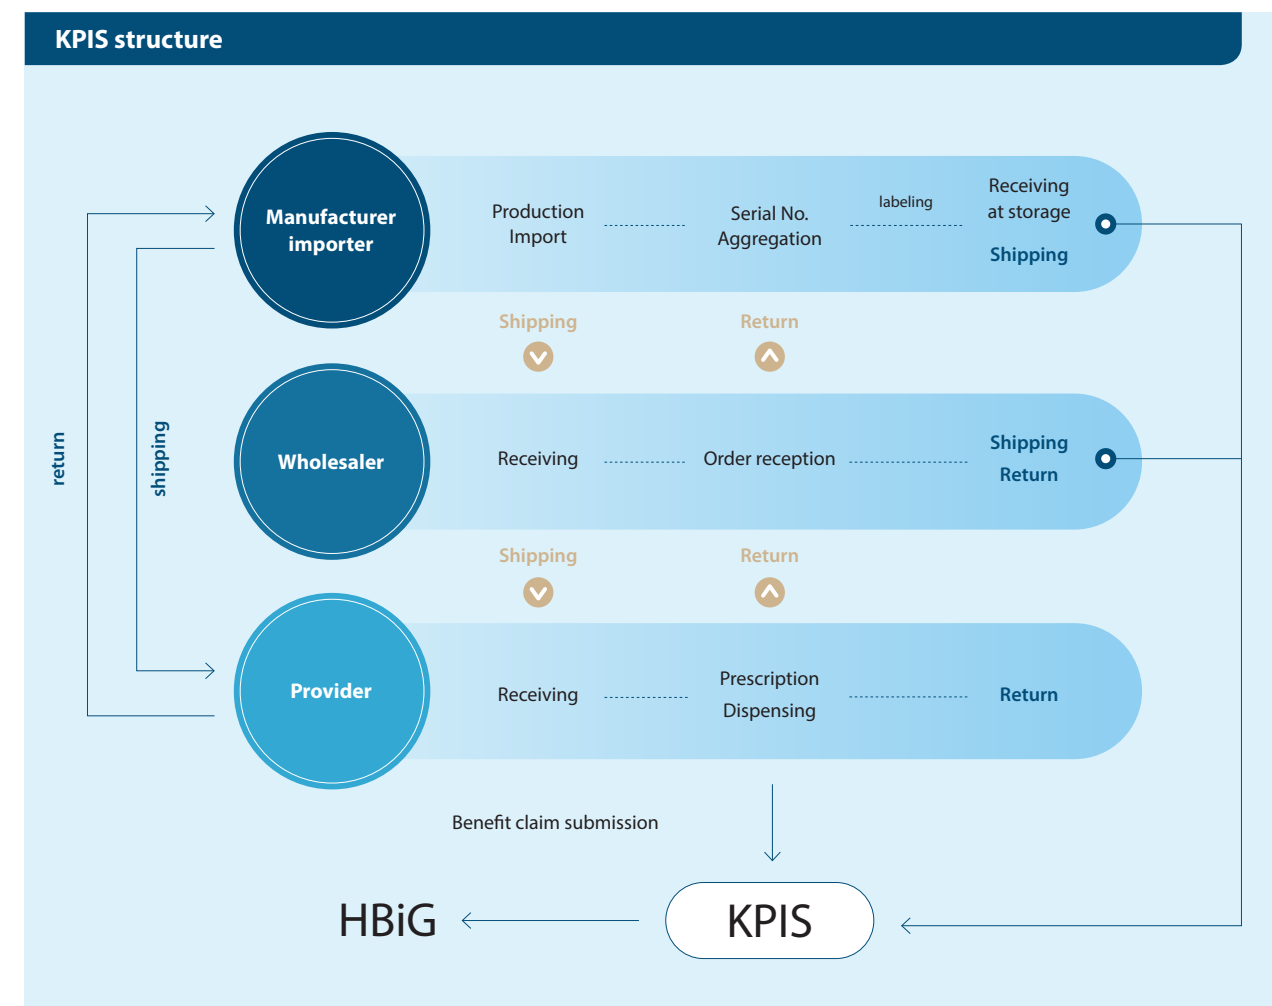 KPIS structure
Manufacturer
importer
Production
Import
Serial No.
Aggregation
labeling
Receiving
at storage
Shipping
Shipping
Return
return
shipping
Wholesaler
Receiving
Order reception
Shipping
Return
Shipping
Return
Provider
Receiving
Prescription
Dispensing
Return
Benefit claim submission
HBiG
KPIS